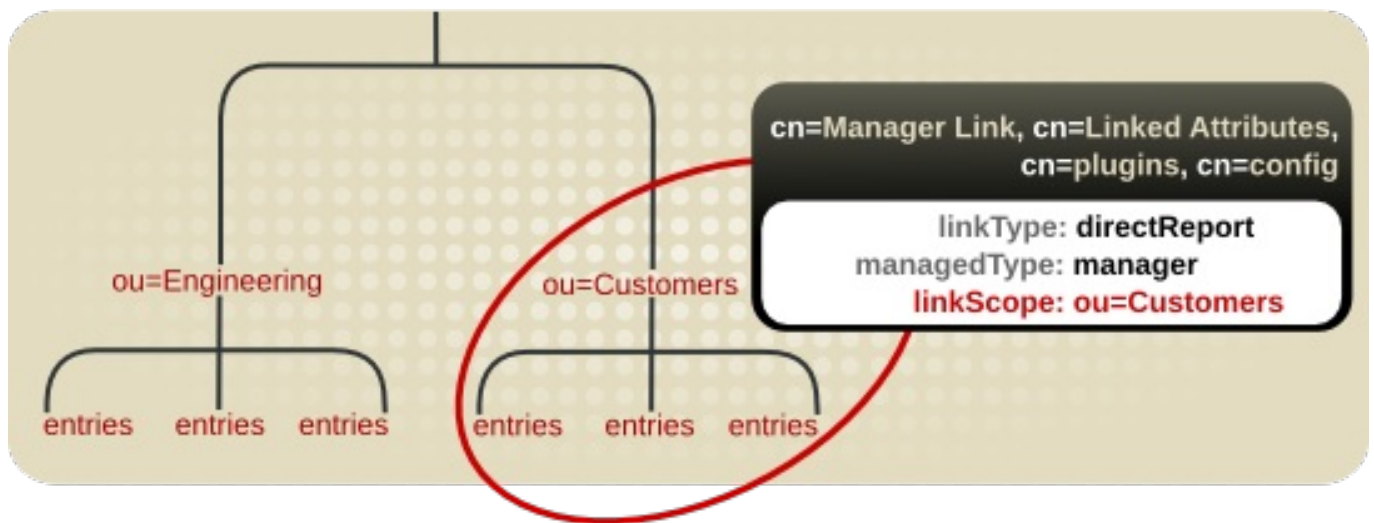 cn=Manager Link, cn=Linked Attributes,
cn=plugins, cn=config
linkType: directReport
managedType: manager
linkScope: ou=Customers
ou=Engineering
ou=Customers
entries
entries
entries
entries
entries
entries